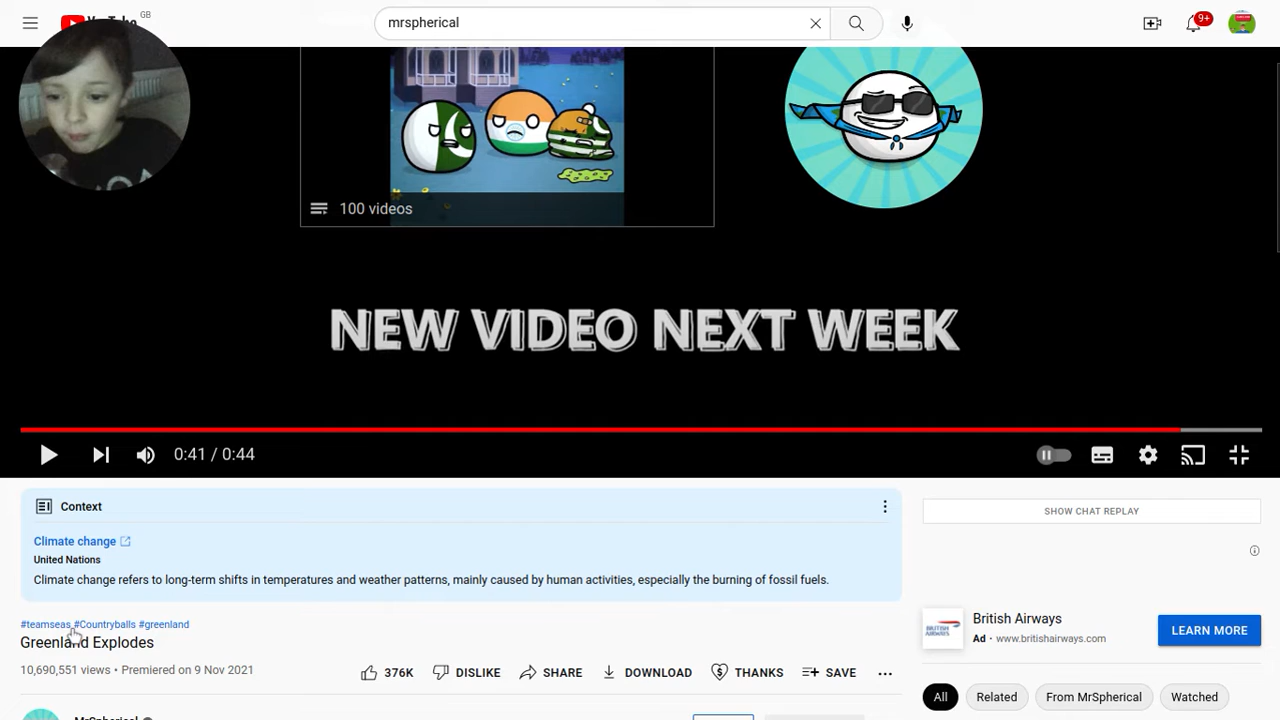 GB
mrspherical
9+
100 videos
NEW VIDEO NEXT WEEK
0:41 / 0:44
Context
Climate change
United Nations
Climate change refers to long-term shifts in temperatures and weather patterns, mainly caused by human activities, especially the burning of fossil fuels.
#teamseas #Countryballs #greenland
Greenland Explodes
10,690,551 views • Premiered on 9 Nov 2021
376K DISLIKE SHARE DOWNLOAD THANKS SAVE
SHOW CHAT REPLAY
BRITISH AIRWAYS
British Airways
Ad • www.britishairways.com
LEARN MORE
All Related From MrSpherical Watched
MrSpherical